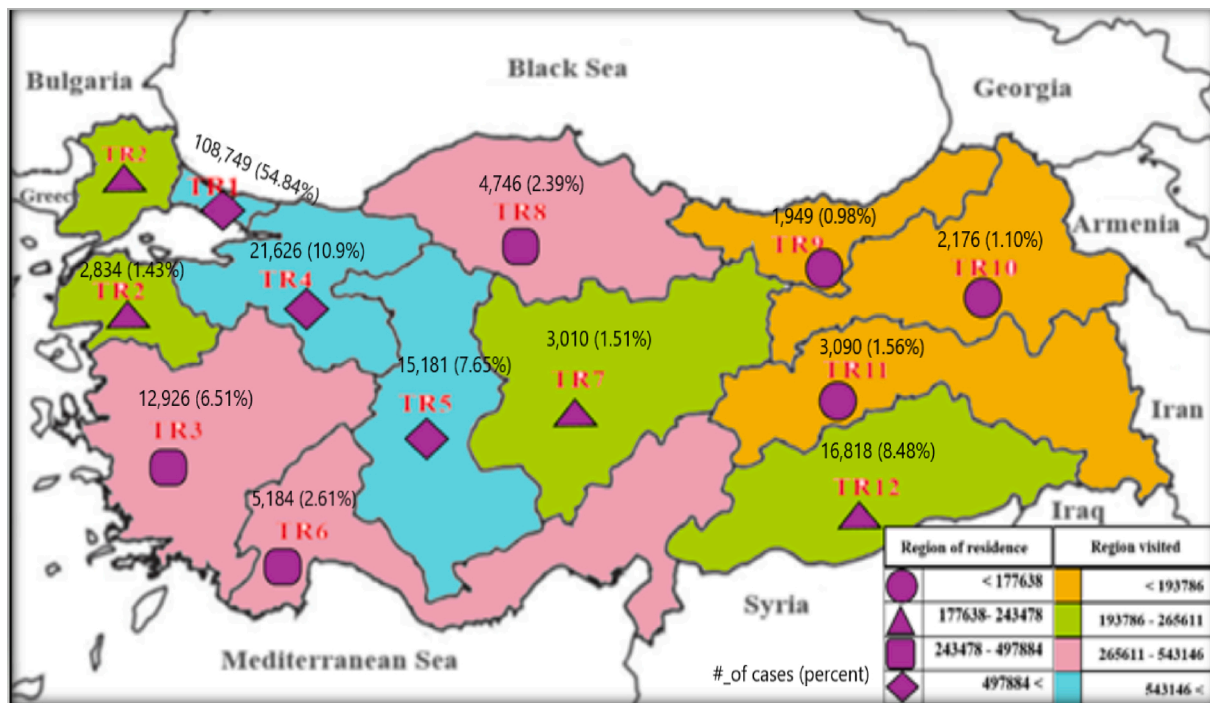 Bulgaria
Black Sea
Georgia
TR2
108,749 (54.84%)
TR1
Greec
4,746 (2.39%)
TR8
1,949 (0.98%)
TR9
Armenia
2,176 (1.10%)
TR10
21,626 (10.9%)
TR4
2,834 (1.43%)
TR2
3,010 (1.51%)
TR7
3,090 (1.56%)
TR11
15,181 (7.65%)
TR5
12,926 (6.51%)
TR3
Iran
16,818 (8.48%)
TR12
5,184 (2.61%)
TR6
Iraq
Syria
Mediterranean Sea
#_of cases (percent)
Region of residence Region visited
< 177638 < 193786
177638- 243478 193786 - 265611
243478 - 497884 265611 - 543146
497884 < 543146 <